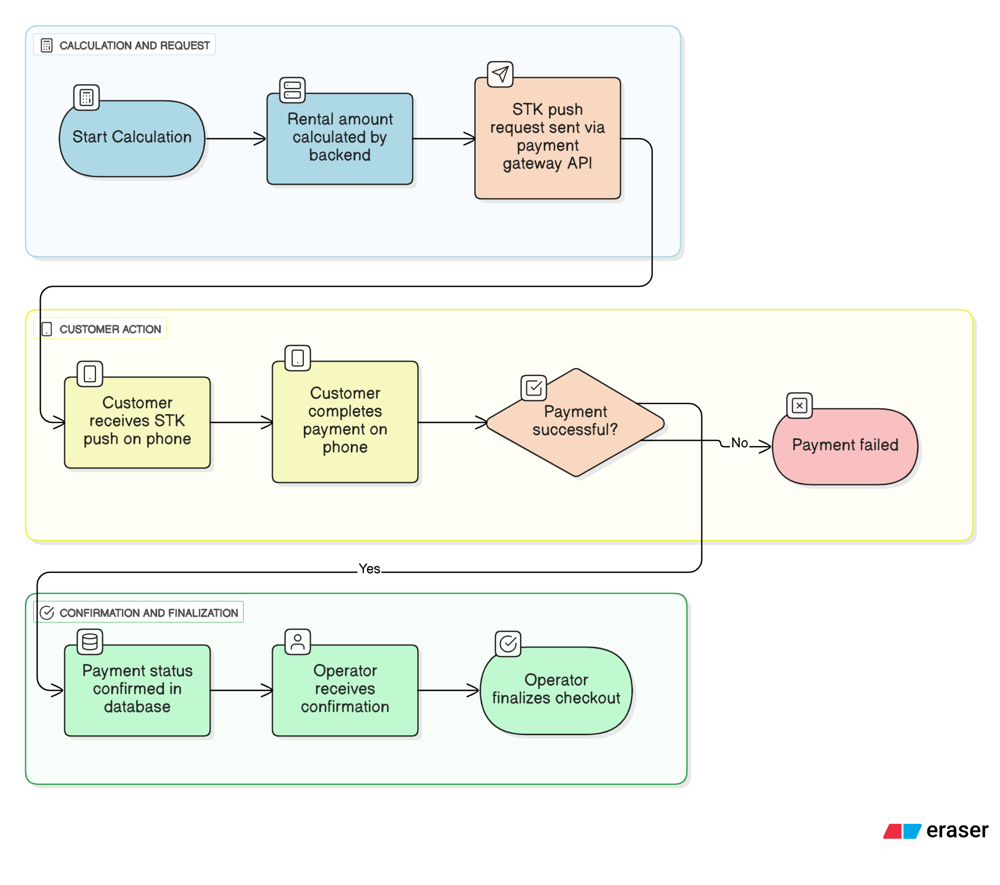 CALCULATION AND REQUEST
Start Calculation
Rental amount
calculated by
backend
STK push
request sent via
payment
gateway API
CUSTOMER ACTION
Customer
receives STK
push on phone
Customer
completes
payment on
phone
Payment
successful?
No
Payment failed
Yes
CONFIRMATION AND FINALIZATION
Payment status
confirmed in
database
Operator
receives
confirmation
Operator
finalizes checkout
eraser